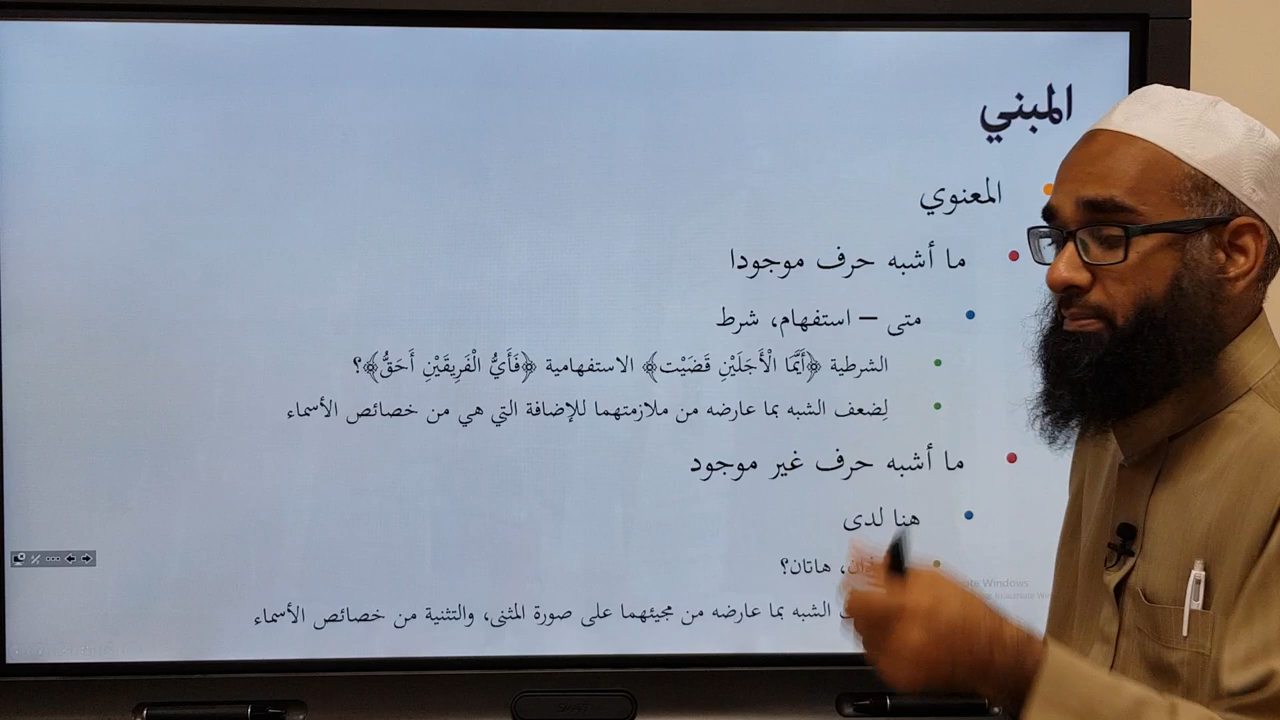 المبني
المعنوي
ما أشبه حرف موجودا
متى – استفهام، شرط
الشرطية ﴿أَيَّمَا الْأَجَلَيْنِ قَضَيْت﴾ الاستفهامية ﴿فَأَيُّ الْفَرِيقَيْنِ أَحَقُّ﴾؟
لِضعف الشبه بما عارضه من ملازمتهما للإضافة التي هي من خصائص الأسماء
ما أشبه حرف غير موجود
هنا لدى
هاتان؟
الشبه بما عارضه من مجيئهما على صورة المثنى، والتثنية من خصائص الأسماء
Windows